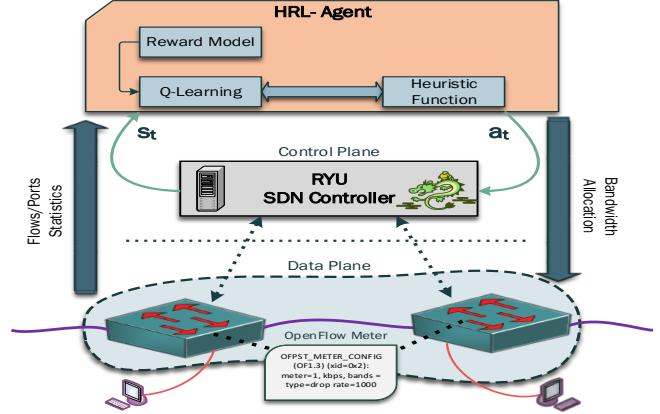 HRL- Agent
Reward Model
Q-Learning
Heuristic
Function
st
at
Control Plane
RYU
SDN Controller
Flows/Ports
Statistics
Bandwidth
Allocation
Data Plane
OpenFlow Meter
OFPST_METER_CONFIG
(OF1.3) (xid=0x2):
meter=1, kbps, bands =
type=drop rate=1000